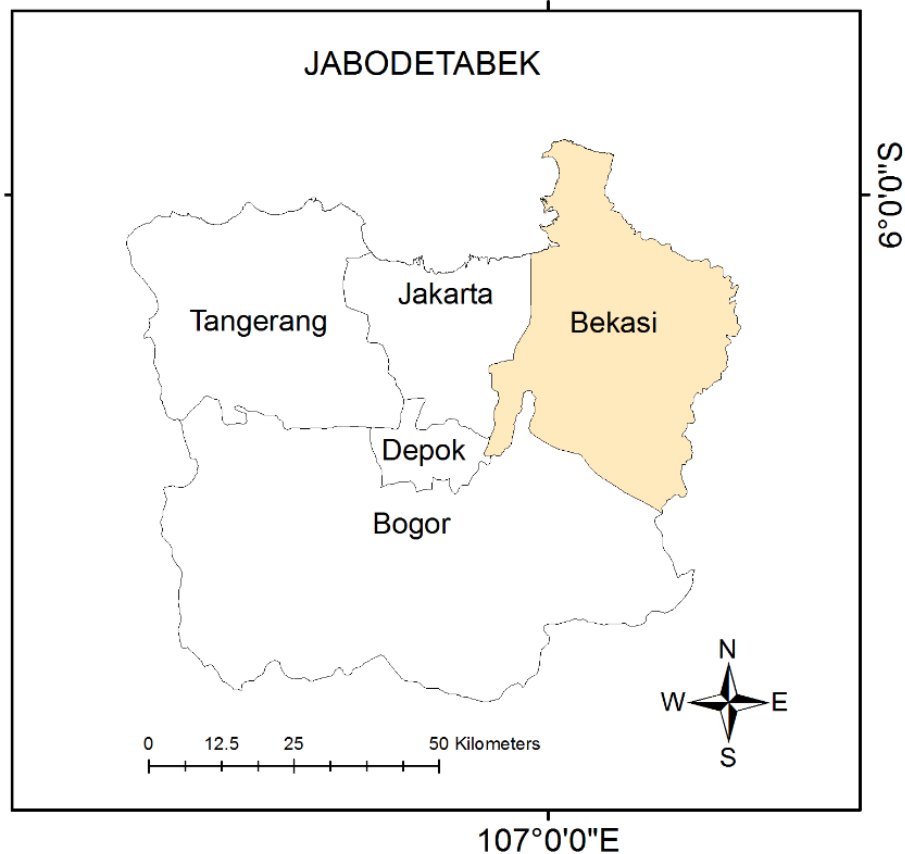 JABODETABEK
6°0'0"S
Jakarta
Tangerang
Bekasi
Depok
Bogor
N
W E
S
0 12.5 25 50 Kilometers
107°0'0"E